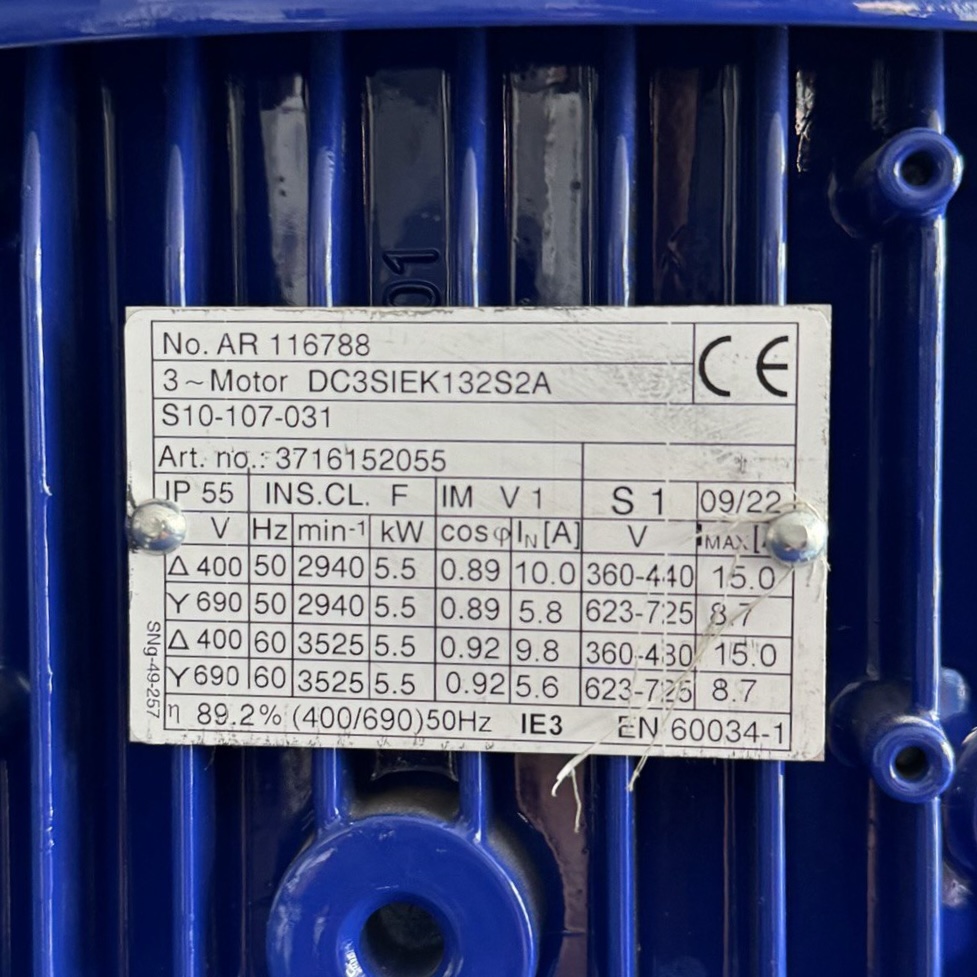 01
No. AR 116788
CE
3~Motor DC3SIEK132S2A
S10-107-031
Art. no.: 3716152055
IP 55 INS.CL. F IM V 1 S 1 09/22
V Hz min-1 kW cosφ IN [A] V MAX [
Δ 400 50 2940 5.5 0.89 10.0 360-440 15.0
Y 690 50 2940 5.5 0.89 5.8 623-725 8.7
Δ 400 60 3525 5.5 0.92 9.8 360-480 15.0
Y 690 60 3525 5.5 0.92 5.6 623-725 8.7
η 89.2% (400/690)50Hz IE3 EN 60034-1
SNg-49-257